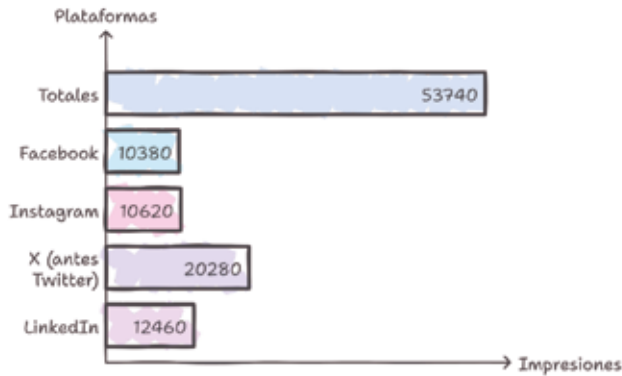 Plataformas
Totales
53740
Facebook
10380
Instagram
10620
X (antes
Twitter)
20280
LinkedIn
12460
Impresiones